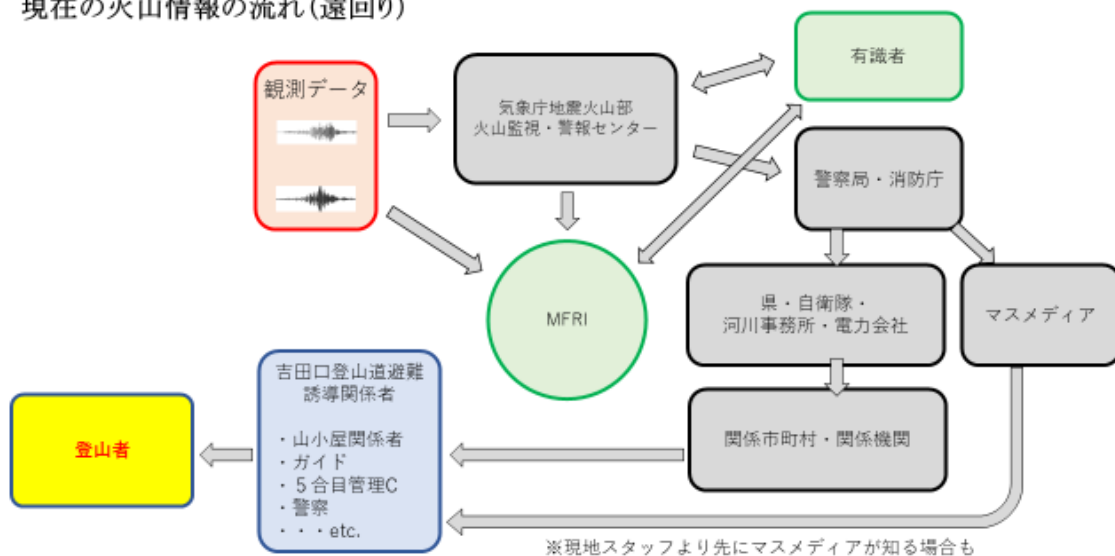 現在の火山情報の流れ(遠回り)
観測データ
気象庁地震火山部
火山監視・警報センター
有識者
警察局・消防庁
MFRI
県・自衛隊・
河川事務所・電力会社
マスメディア
吉田口登山道避難
誘導関係者
・山小屋関係者
・ガイド
・5合目管理C
・警察
・・・etc.
登山者
関係市町村・関係機関
※現地スタッフより先にマスメディアが知る場合も